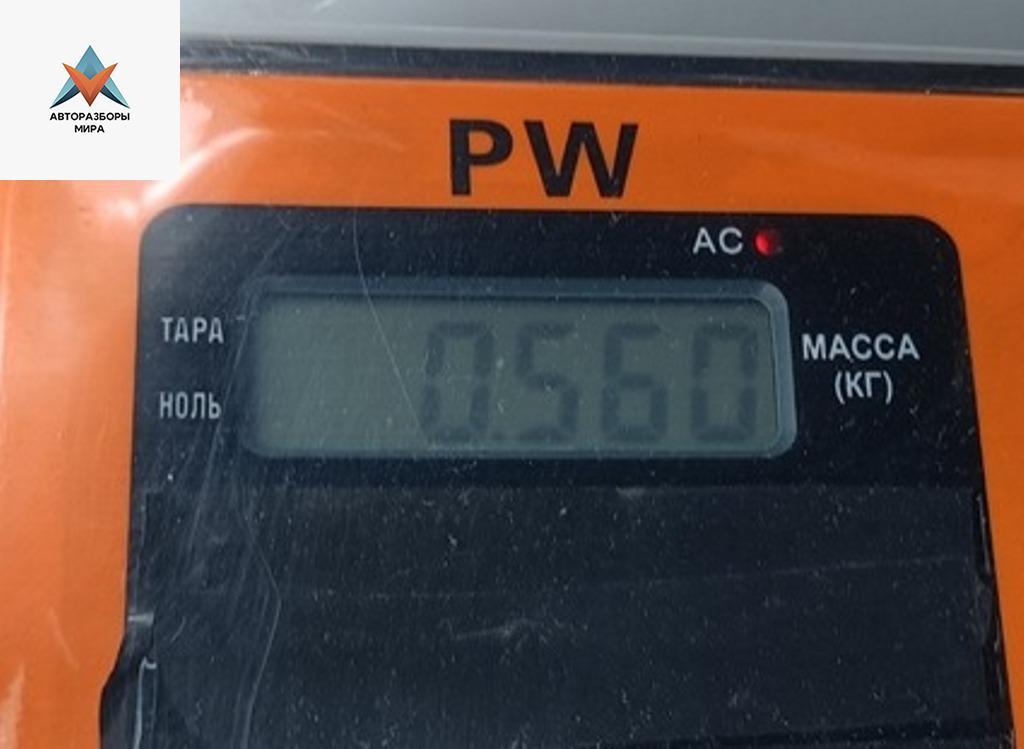 АВТОРАЗБОРЫ
МИРА
PW
AC
ТАРА
0.560
МАССА
(КГ)
НОЛЬ